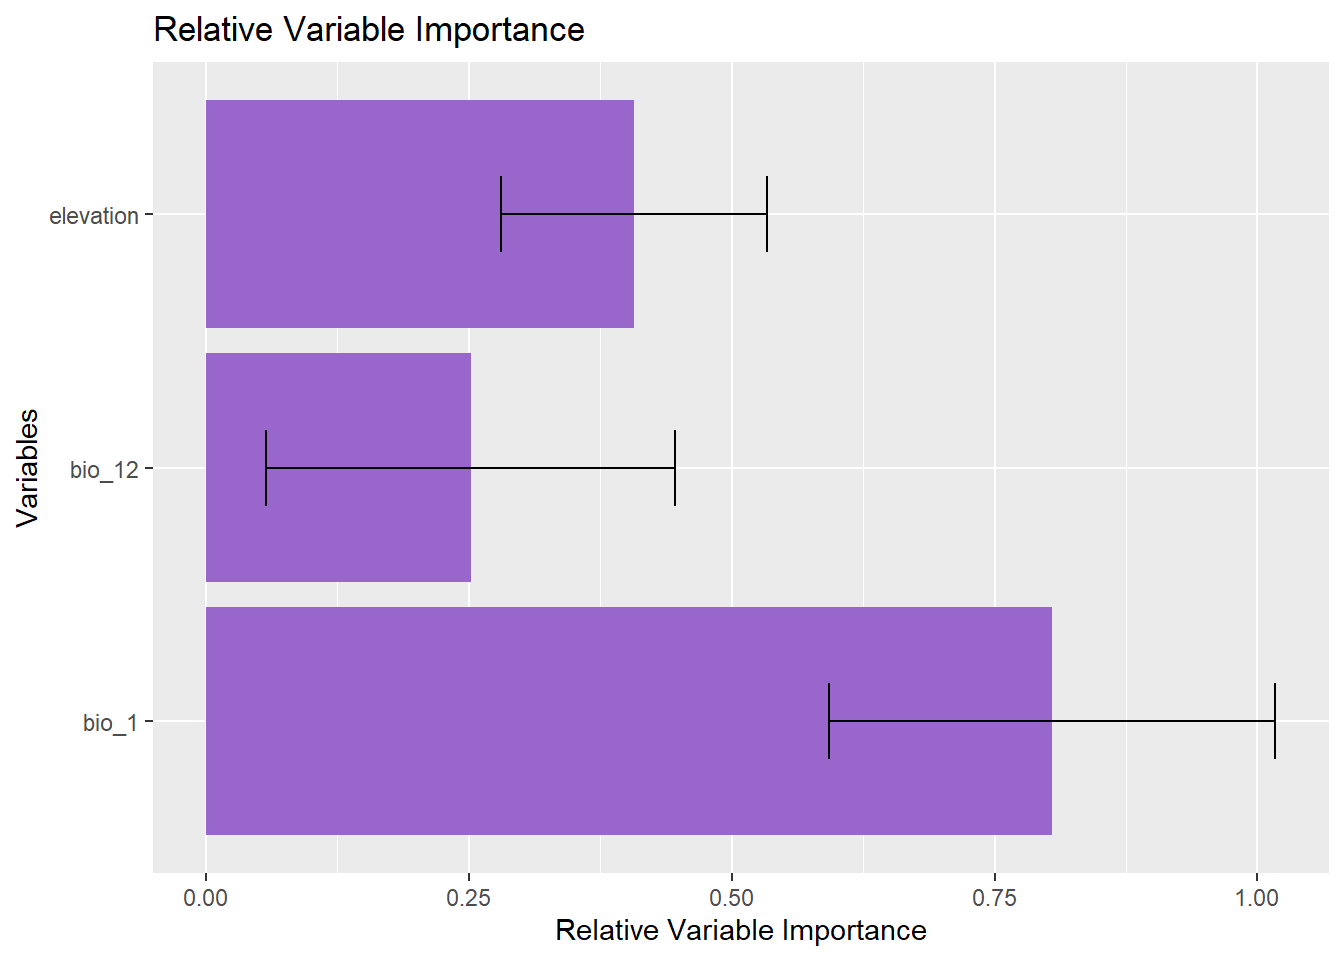 Relative Variable Importance
elevation
bio_12
bio_1
Variables
0.00 0.25 0.50 0.75 1.00
Relative Variable Importance